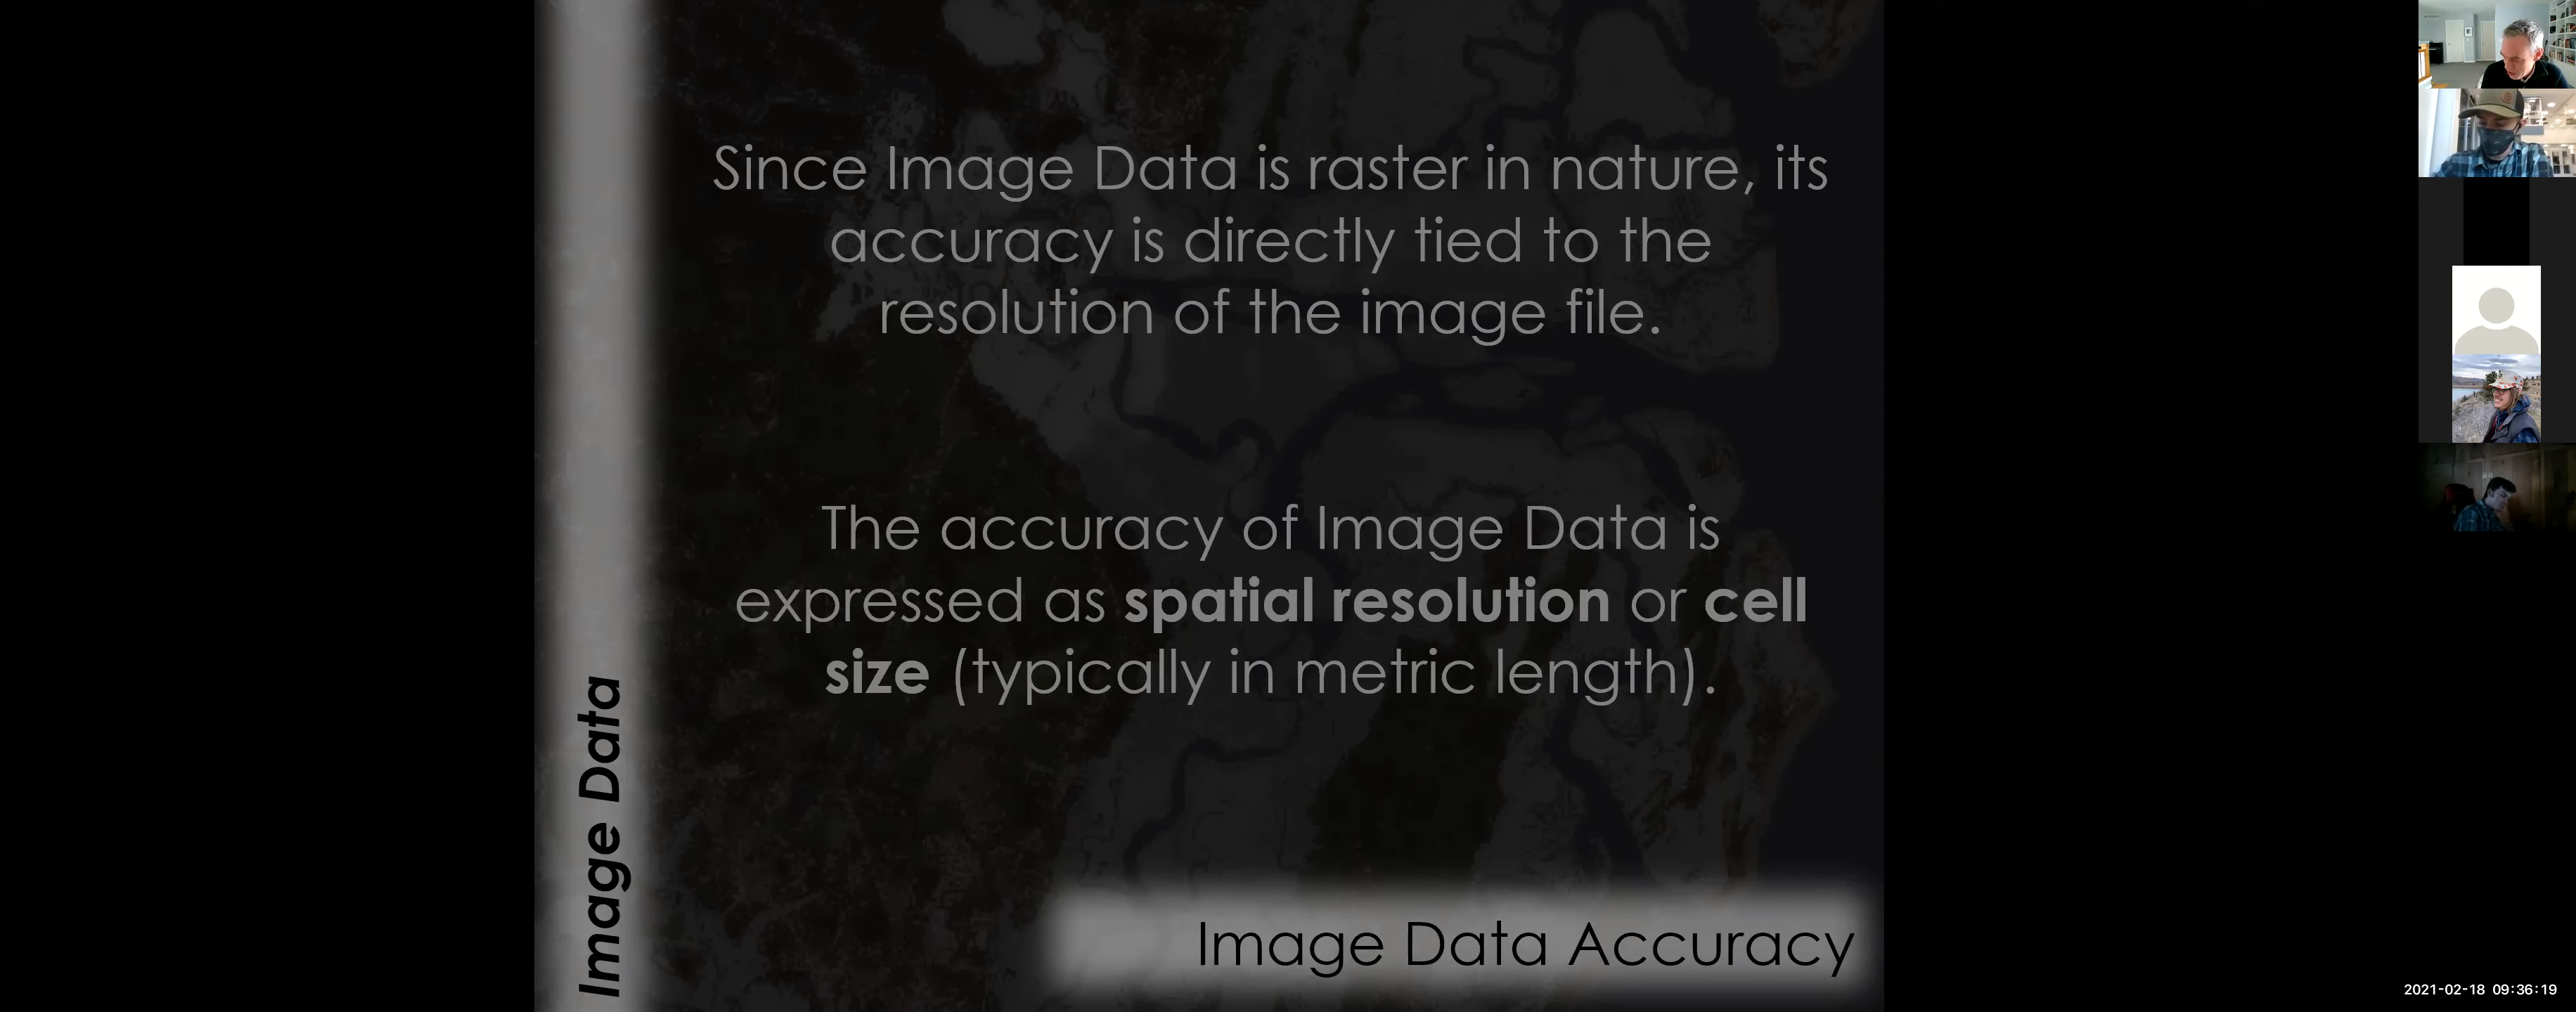 Since Image Data is raster in nature, its
accuracy is directly tied to the
resolution of the image file.
The accuracy of Image Data is
expressed as spatial resolution or cell
size (typically in metric length).
Image Data
Image Data Accuracy
2021-02-18 09:36:19